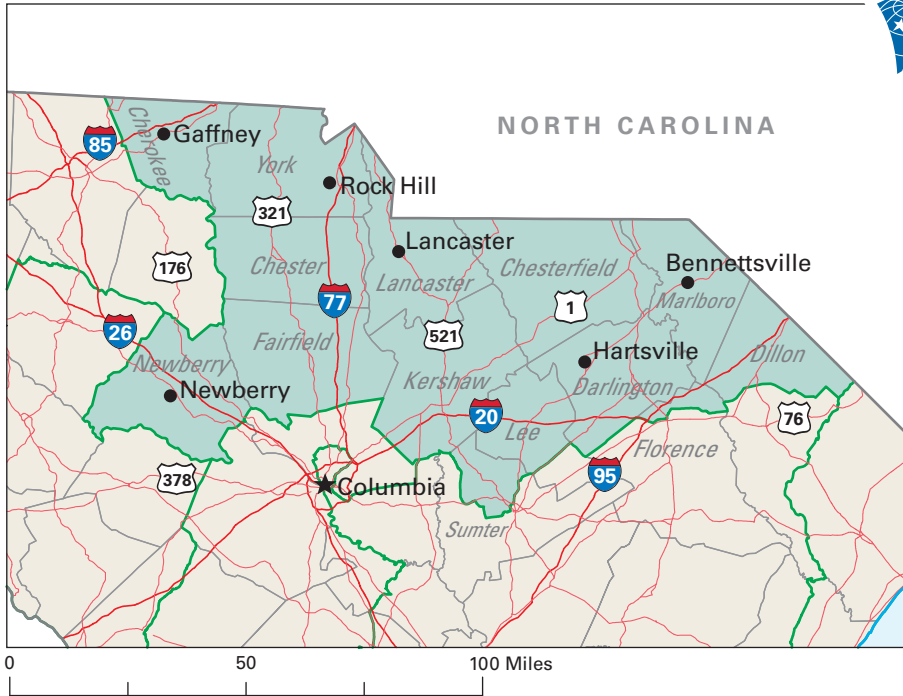 NORTH CAROLINA
85
Cherokee
Gaffney
York
Rock Hill
321
Lancaster
176
Chester
Lancaster
Chesterfield
Bennettsville
Marlboro
77
1
26
521
Fairfield
Hartsville
Dillon
Newberry
Newberry
Kershaw
Darlington
20
76
Lee
Florence
378
Columbia
95
Sumter
0 50 100 Miles